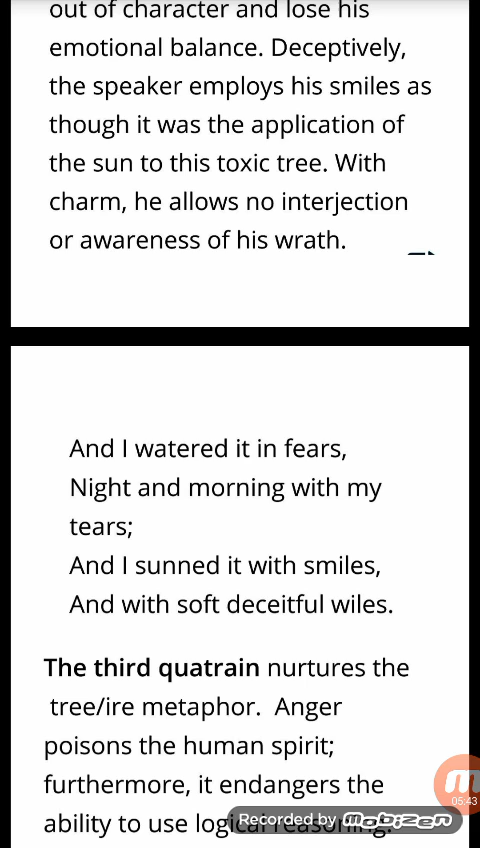 out of character and lose his
emotional balance. Deceptively,
the speaker employs his smiles as
though it was the application of
the sun to this toxic tree. With
charm, he allows no interjection
or awareness of his wrath.
And I watered it in fears,
Night and morning with my
tears;
And I sunned it with smiles,
And with soft deceitful wiles.
The third quatrain nurtures the
tree/ire metaphor. Anger
poisons the human spirit;
furthermore, it endangers the
ability to use logical reasoning.
05:43
Recorded by Mobizen